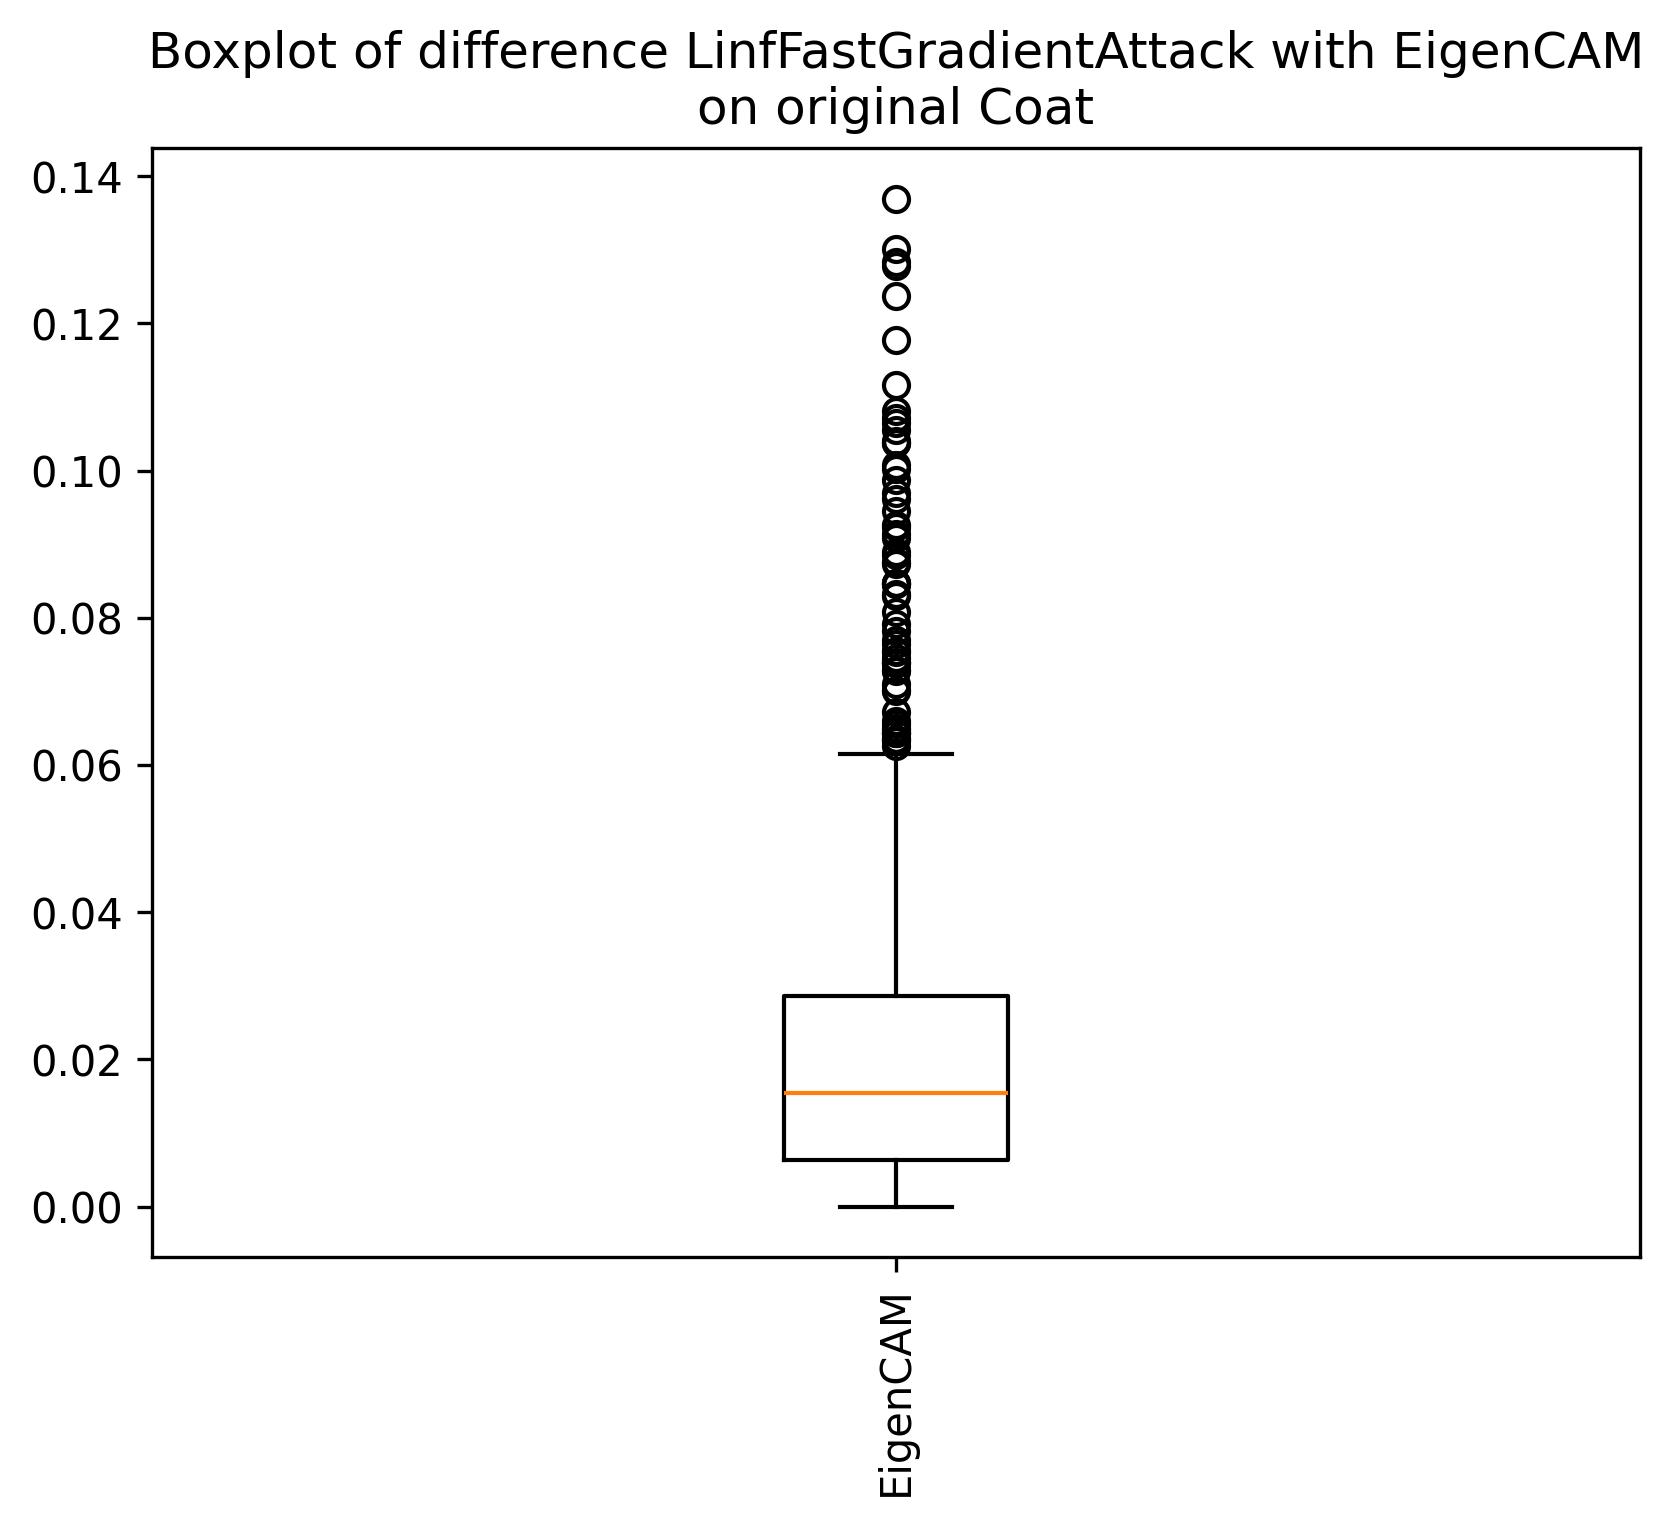 Boxplot of difference LinfFastGradientAttack with EigenCAM
on original Coat
0.14
0.12
0.10
0.08
0.06
0.04
0.02
0.00
EigenCAM